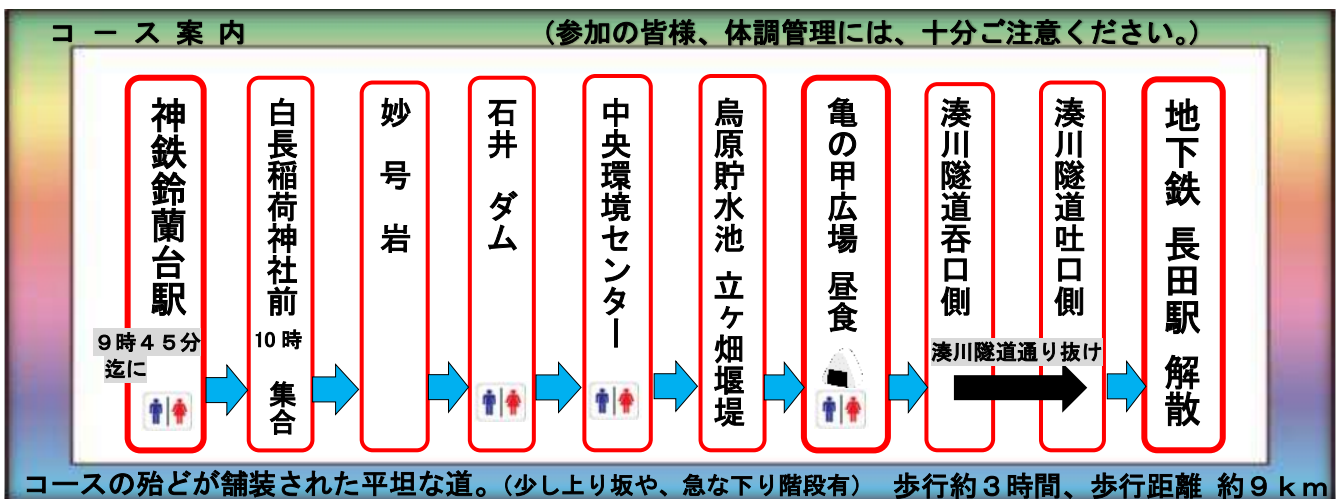 コース案内　(参加の皆様、体調管理には、十分ご注意ください。)
神鉄鈴蘭台駅
9時45分
迄に
白長稲荷神社前
10時
集合
妙号岩
石井 ダム
中央環境センター
烏原貯水池 立ヶ畑堰堤
亀の甲広場 昼食
湊川隧道呑口側
湊川隧道吐口側
湊川隧道通り抜け
地下鉄 長田駅 解散
コースの殆どが舗装された平坦な道。(少し上り坂や、急な下り階段有)　歩行約3時間、歩行距離 約9km